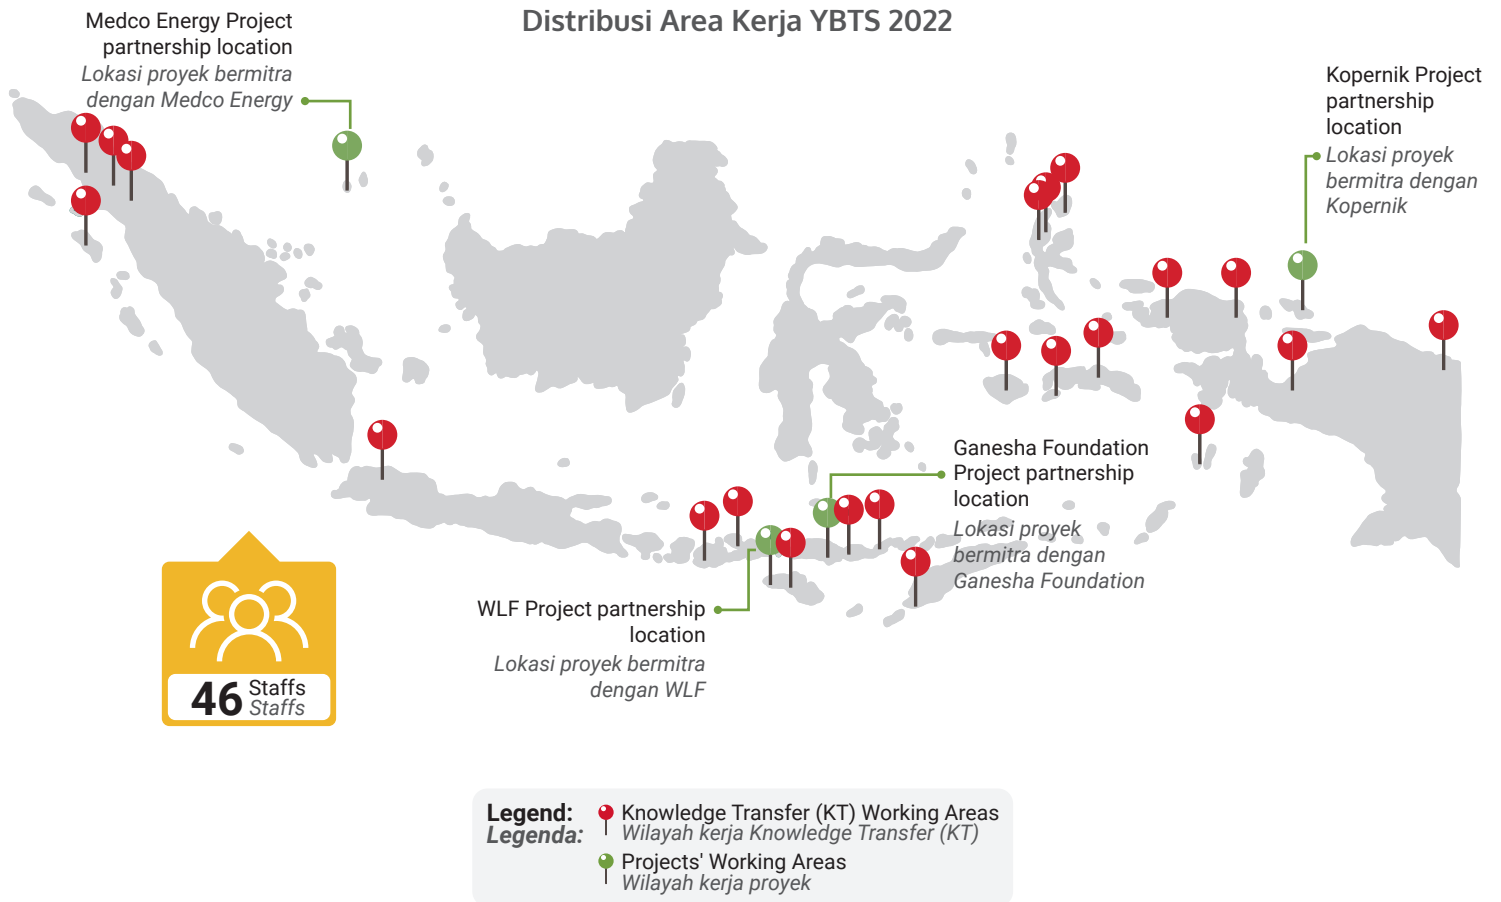 Distribusi Area Kerja YBTS 2022
Medco Energy Project
partnership location
Lokasi proyek bermitra
dengan Medco Energy
Kopernik Project
partnership
location
Lokasi proyek
bermitra dengan
Kopernik
Ganesha Foundation
Project partnership
location
Lokasi proyek
bermitra dengan
Ganesha Foundation
WLF Project partnership
location
Lokasi proyek bermitra
dengan WLF
46 Staffs
Staffs
Legend:
Legenda:
Knowledge Transfer (KT) Working Areas
Wilayah kerja Knowledge Transfer (KT)
Projects' Working Areas
Wilayah kerja proyek